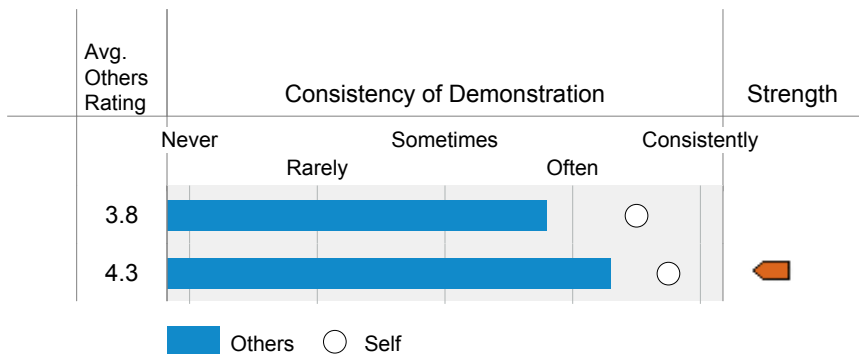 Avg.
Others
Rating
Consistency of Demonstration
Strength
Never
Sometimes
Consistently
Rarely
Often
3.8
4.3
Others
Self